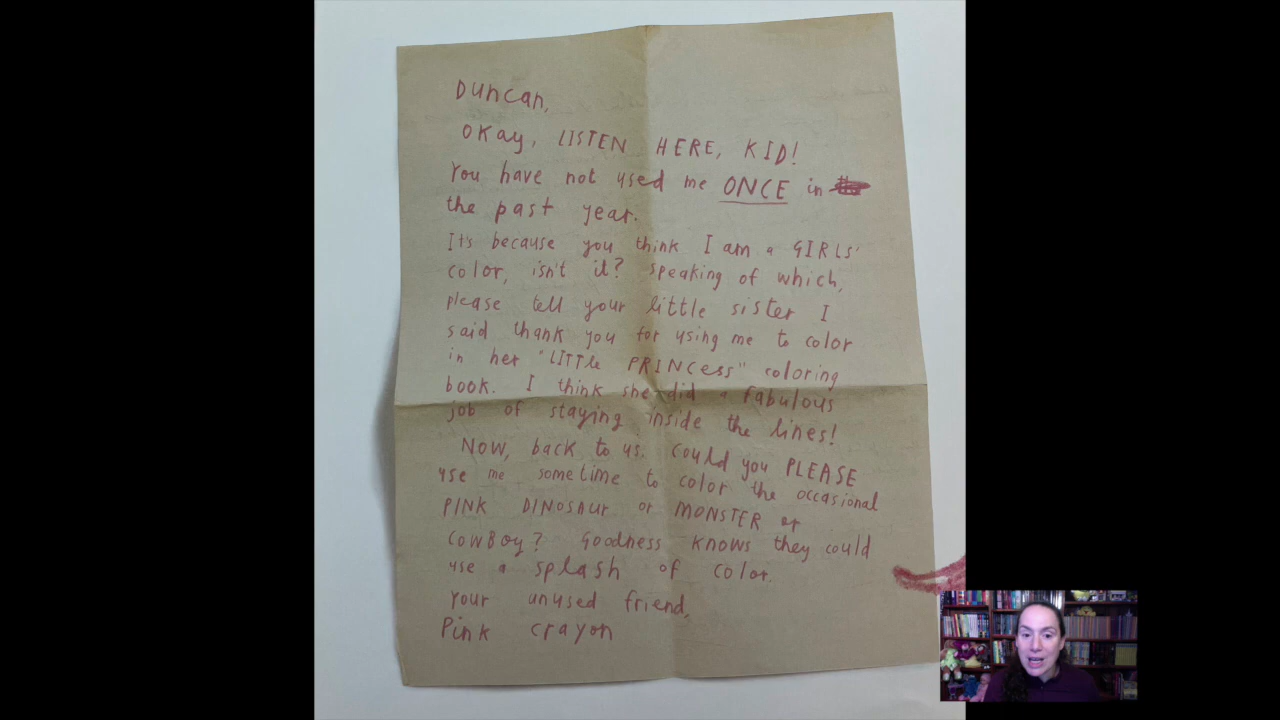 Duncan,
Okay, LISTEN HERE, KID!
You have not used me ONCE in
the past year.
It's because you think I am a GIRLS'
color, isn't it? Speaking of which,
please tell your little sister I
said thank you for using me to color
in her "LITTLE PRINCESS" coloring
book. I think she did a fabulous
job of staying inside the lines!
Now, back to us. Could you PLEASE
use me sometime to color the occasional
PINK DINOSAUR or MONSTER or
COWBOY? Goodness knows they could
use a splash of color.
Your unused friend,
Pink crayon